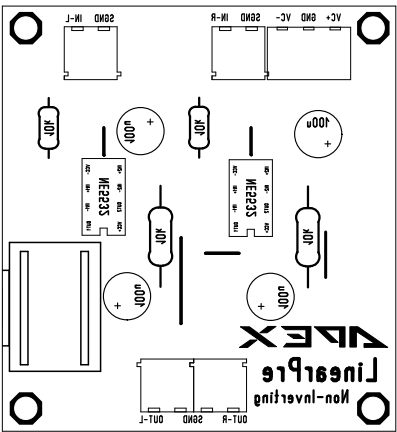 IN-L SGND
IN-R SGND VC- GND VC+
10k
100u
10k
100u
NE5532
NE5532
10k
10k
100u
100u
APEX
LinearPre
Non-Inverting
OUT-L SGND OUT-R